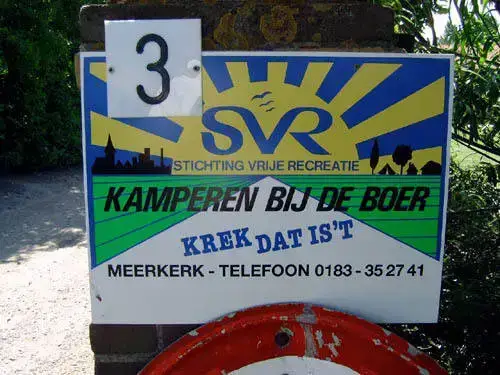 3
SVR
STICHTING VRIJE RECREATIE
KAMPEREN BIJ DE BOER
KREK DAT IS'T
MEERKERK - TELEFOON 0183 - 35 27 41